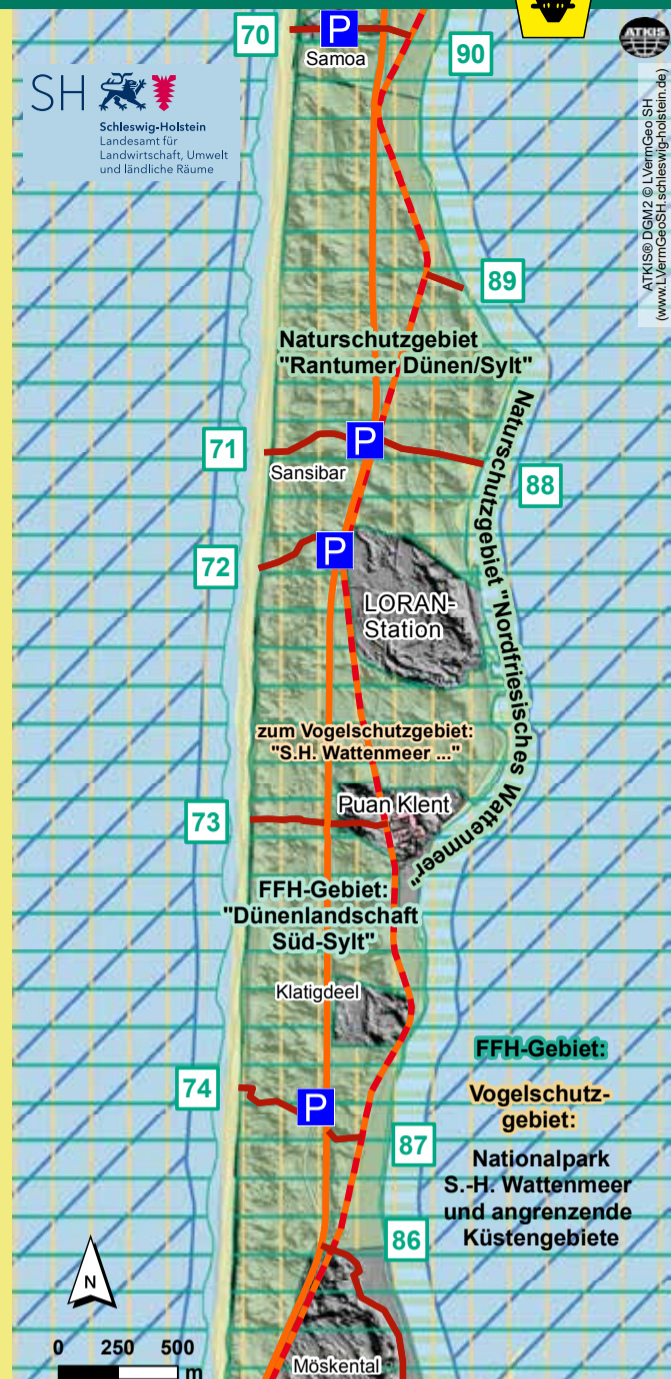 70
P
Samoa
90
ATKIS
SH
Schleswig-Holstein
Landesamt für
Landwirtschaft, Umwelt
und ländliche Räume
ATKIS® DGM2 © LVermGeo SH
(www.LVermGeoSH.schleswig-holstein.de)
89
Naturschutzgebiet
"Rantumer Dünen/Sylt"
71
P
Sansibar
88
Naturschutzgebiet "Nordfriesisches Wattenmeer"
72
P
LORAN-
Station
zum Vogelschutzgebiet:
"S.H. Wattenmeer ..."
73
Puan Klent
FFH-Gebiet:
"Dünenlandschaft
Süd-Sylt"
Klatigdeel
FFH-Gebiet:
74
P
Vogelschutz-
gebiet:
87
Nationalpark
S.-H. Wattenmeer
und angrenzende
Küstengebiete
86
N
0 250 500
m
Möskental